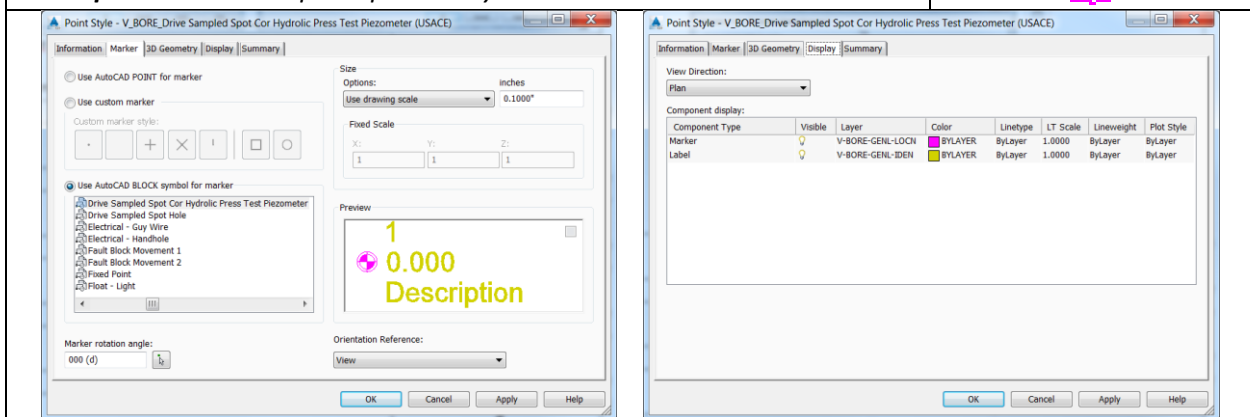 Point Style - V_BORE_Drive Sampled Spot Cor Hydrolic Press Test Piezometer (USACE)
Information Marker 3D Geometry Display Summary
Use AutoCAD POINT for marker
Use custom marker
Custom marker style:
Use AutoCAD BLOCK symbol for marker
Drive Sampled Spot Cor Hydrolic Press Test Piezometer
Drive Sampled Spot Hole
Electrical - Guy Wire
Electrical - Handhole
Fault Block Movement 1
Fault Block Movement 2
Fixed Point
Float - Light
Marker rotation angle:
000 (d)
Size
Options: inches
Use drawing scale 0.1000"
Fixed Scale
X: Y: Z:
1 1 1
Preview
1
0.000
Description
Orientation Reference:
View
OK Cancel Apply Help
Point Style - V_BORE_Drive Sampled Spot Cor Hydrolic Press Test Piezometer (USACE)
Information Marker 3D Geometry Display Summary
View Direction:
Plan
Component display:
Component Type Visible Layer Color Linetype LT Scale Lineweight Plot Style
Marker V-BORE-GENL-LOCN BYLAYER ByLayer 1.0000 ByLayer ByLayer
Label V-BORE-GENL-IDEN BYLAYER ByLayer 1.0000 ByLayer ByLayer
OK Cancel Apply Help